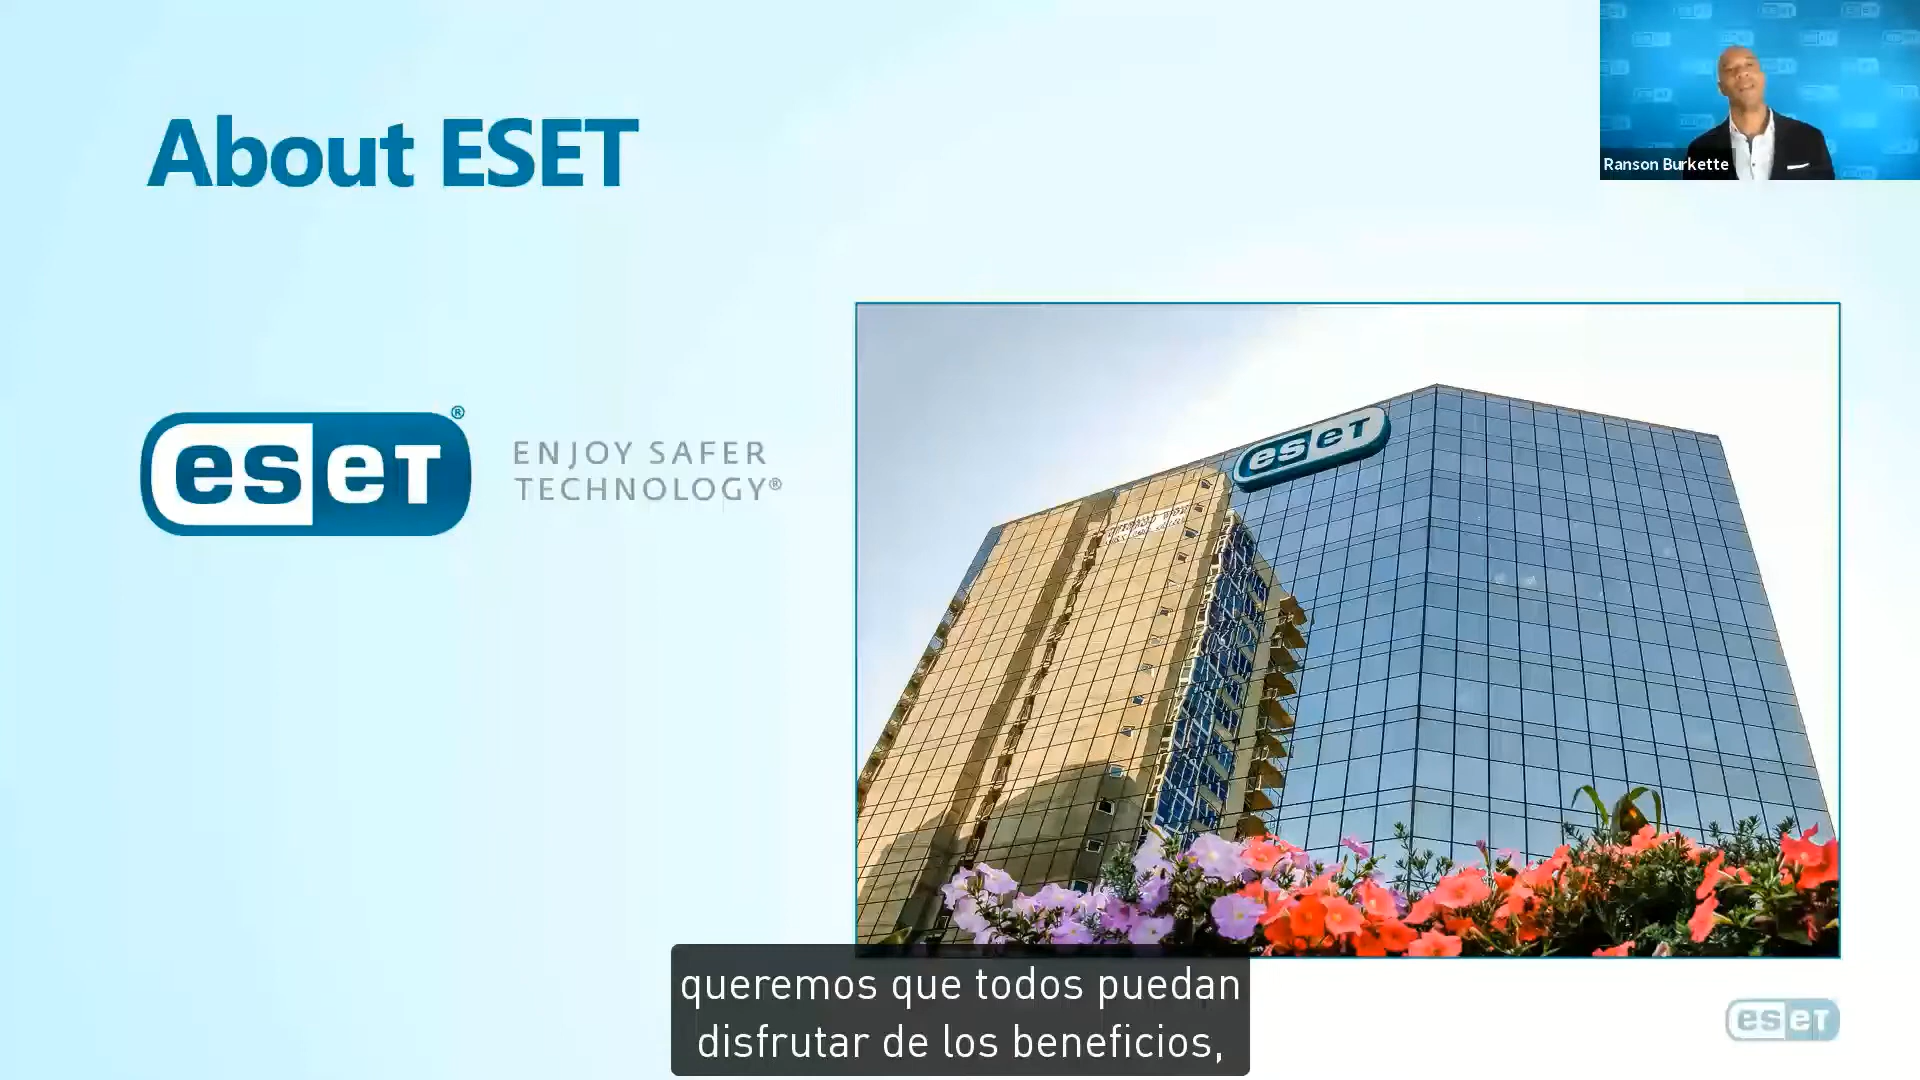 About ESET
Ranson Burkette
eseT®
ENJOY SAFER
TECHNOLOGY®
eseT
queremos que todos puedan
disfrutar de los beneficios,
eseT